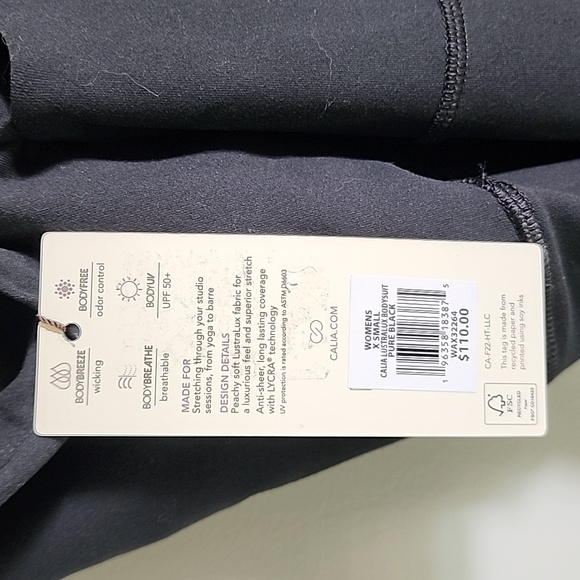 BODYFREE
odor control
BODYUV
UPF 50+
BODYBREEZE
wicking
BODYBREATHE
breathable
MADE FOR
Stretching through your studio
sessions, from yoga to barre
DESIGN DETAILS
Peachy soft LustraLux fabric for
a luxurious feel and superior stretch
Anti-sheer, long lasting coverage
with LYCRA® technology
UV protection is rated according to ASTM D6603
CALIA.COM
WOMENS
X SMALL
CALIA LUSTRALUX BODYSUIT
PURE BLACK
1 96358 18387 5
WAX32264
$110.00
CA-F22-HT-LLC
This tag is made from
recycled paper and
printed using soy inks
FSC